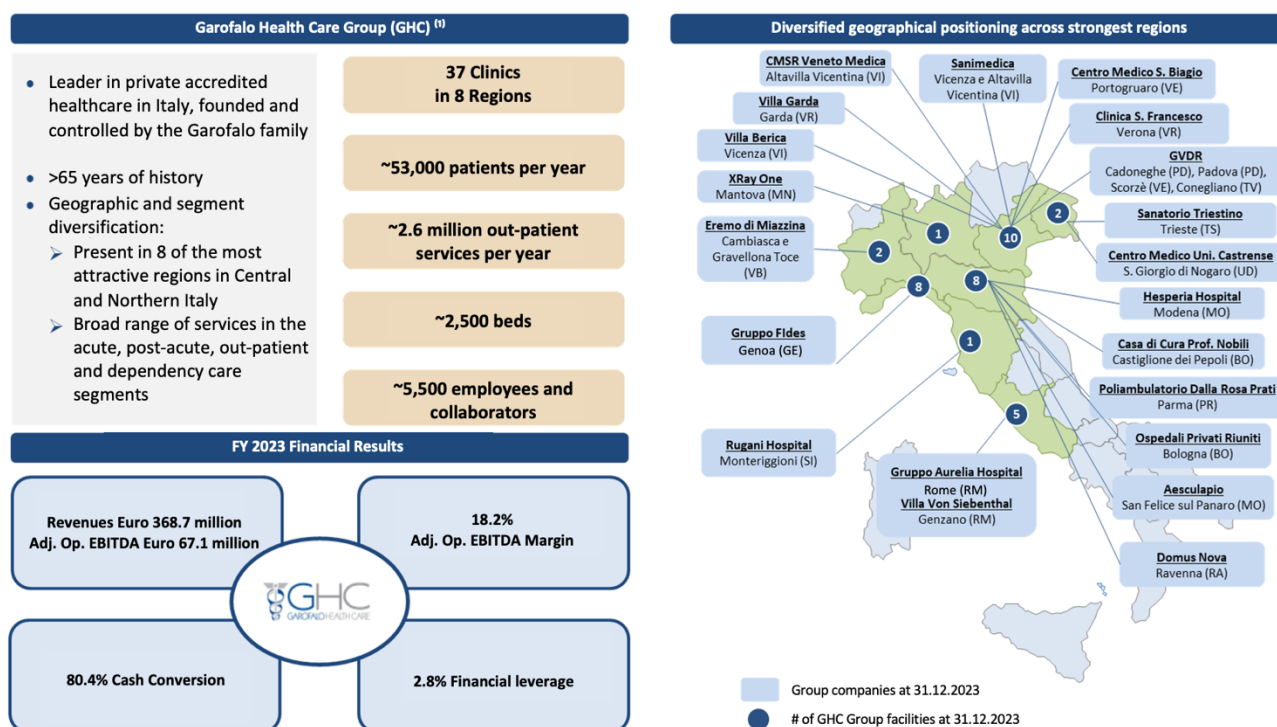 Garofalo Health Care Group (GHC) (1)
Leader in private accredited
healthcare in Italy, founded and
controlled by the Garofalo family
>65 years of history
Geographic and segment
diversification:
Present in 8 of the most
attractive regions in Central
and Northern Italy
Broad range of services in the
acute, post-acute, out-patient
and dependency care
segments
37 Clinics
in 8 Regions
~53,000 patients per year
~2.6 million out-patient
services per year
~2,500 beds
~5,500 employees and
collaborators
FY 2023 Financial Results
Revenues Euro 368.7 million
Adj. Op. EBITDA Euro 67.1 million
18.2%
Adj. Op. EBITDA Margin
GHC
GAROFALO HEALTH CARE
80.4% Cash Conversion
2.8% Financial leverage
Diversified geographical positioning across strongest regions
CMSR Veneto Medica
Altavilla Vicentina (VI)
Sanimedica
Vicenza e Altavilla
Vicentina (VI)
Centro Medico S. Biagio
Portogruaro (VE)
Villa Garda
Garda (VR)
Clinica S. Francesco
Verona (VR)
Villa Berica
Vicenza (VI)
GVDR
Cadoneghe (PD), Padova (PD),
Scorzè (VE), Conegliano (TV)
XRay One
Mantova (MN)
Sanatorio Triestino
Trieste (TS)
Eremo di Miazzina
Cambiasca e
Gravellona Toce
(VB)
Centro Medico Uni. Castrense
S. Giorgio di Nogaro (UD)
Hesperia Hospital
Modena (MO)
Gruppo FIdes
Genoa (GE)
Casa di Cura Prof. Nobili
Castiglione dei Pepoli (BO)
Poliambulatorio Dalla Rosa Prati
Parma (PR)
Rugani Hospital
Monteriggioni (SI)
Ospedali Privati Riuniti
Bologna (BO)
Gruppo Aurelia Hospital
Rome (RM)
Villa Von Siebenthal
Genzano (RM)
Aesculapio
San Felice sul Panaro (MO)
Domus Nova
Ravenna (RA)
2
1
10
2
8
8
1
5
Group companies at 31.12.2023
# of GHC Group facilities at 31.12.2023